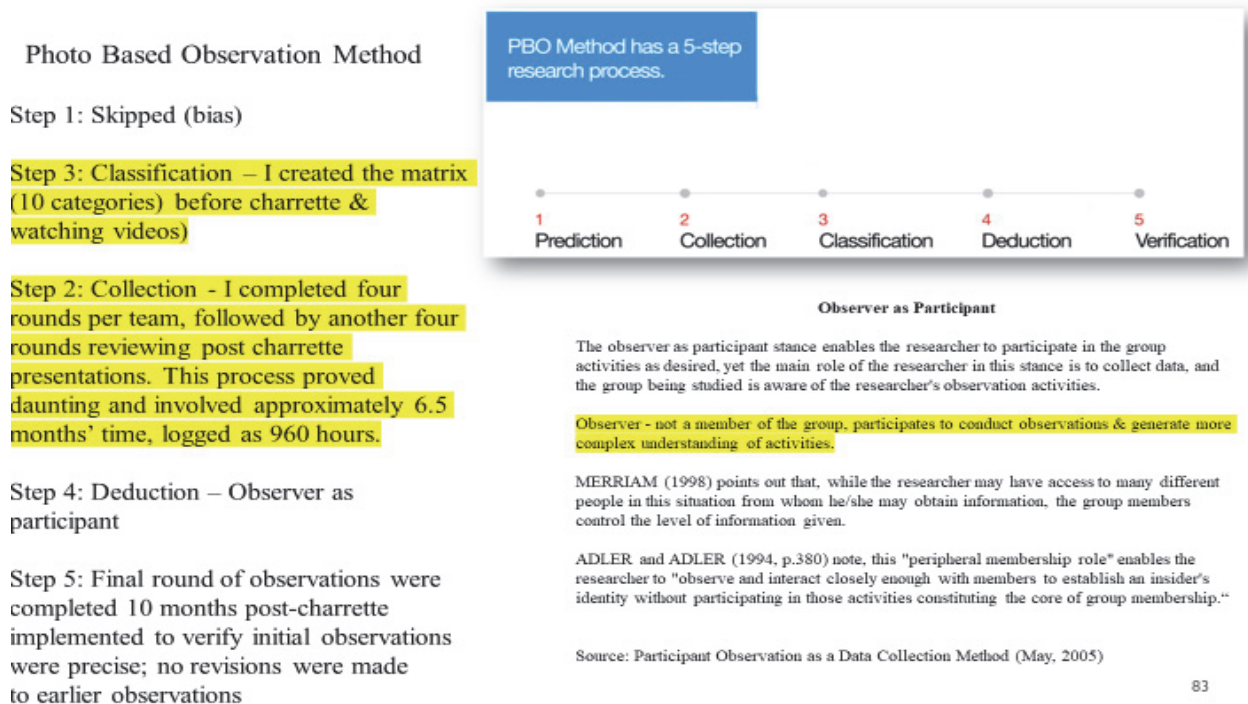 Photo Based Observation Method
Step 1: Skipped (bias)
Step 3: Classification – I created the matrix
(10 categories) before charrette &
watching videos)
Step 2: Collection - I completed four
rounds per team, followed by another four
rounds reviewing post charrette
presentations. This process proved
daunting and involved approximately 6.5
months’ time, logged as 960 hours.
Step 4: Deduction – Observer as
participant
Step 5: Final round of observations were
completed 10 months post-charrette
implemented to verify initial observations
were precise; no revisions were made
to earlier observations
PBO Method has a 5-step
research process.
1
Prediction
2
Collection
3
Classification
4
Deduction
5
Verification
Observer as Participant
The observer as participant stance enables the researcher to participate in the group
activities as desired, yet the main role of the researcher in this stance is to collect data, and
the group being studied is aware of the researcher's observation activities.
Observer - not a member of the group, participates to conduct observations & generate more
complex understanding of activities.
MERRIAM (1998) points out that, while the researcher may have access to many different
people in this situation from whom he/she may obtain information, the group members
control the level of information given.
ADLER and ADLER (1994, p.380) note, this "peripheral membership role" enables the
researcher to "observe and interact closely enough with members to establish an insider's
identity without participating in those activities constituting the core of group membership.“
Source: Participant Observation as a Data Collection Method (May, 2005)
83